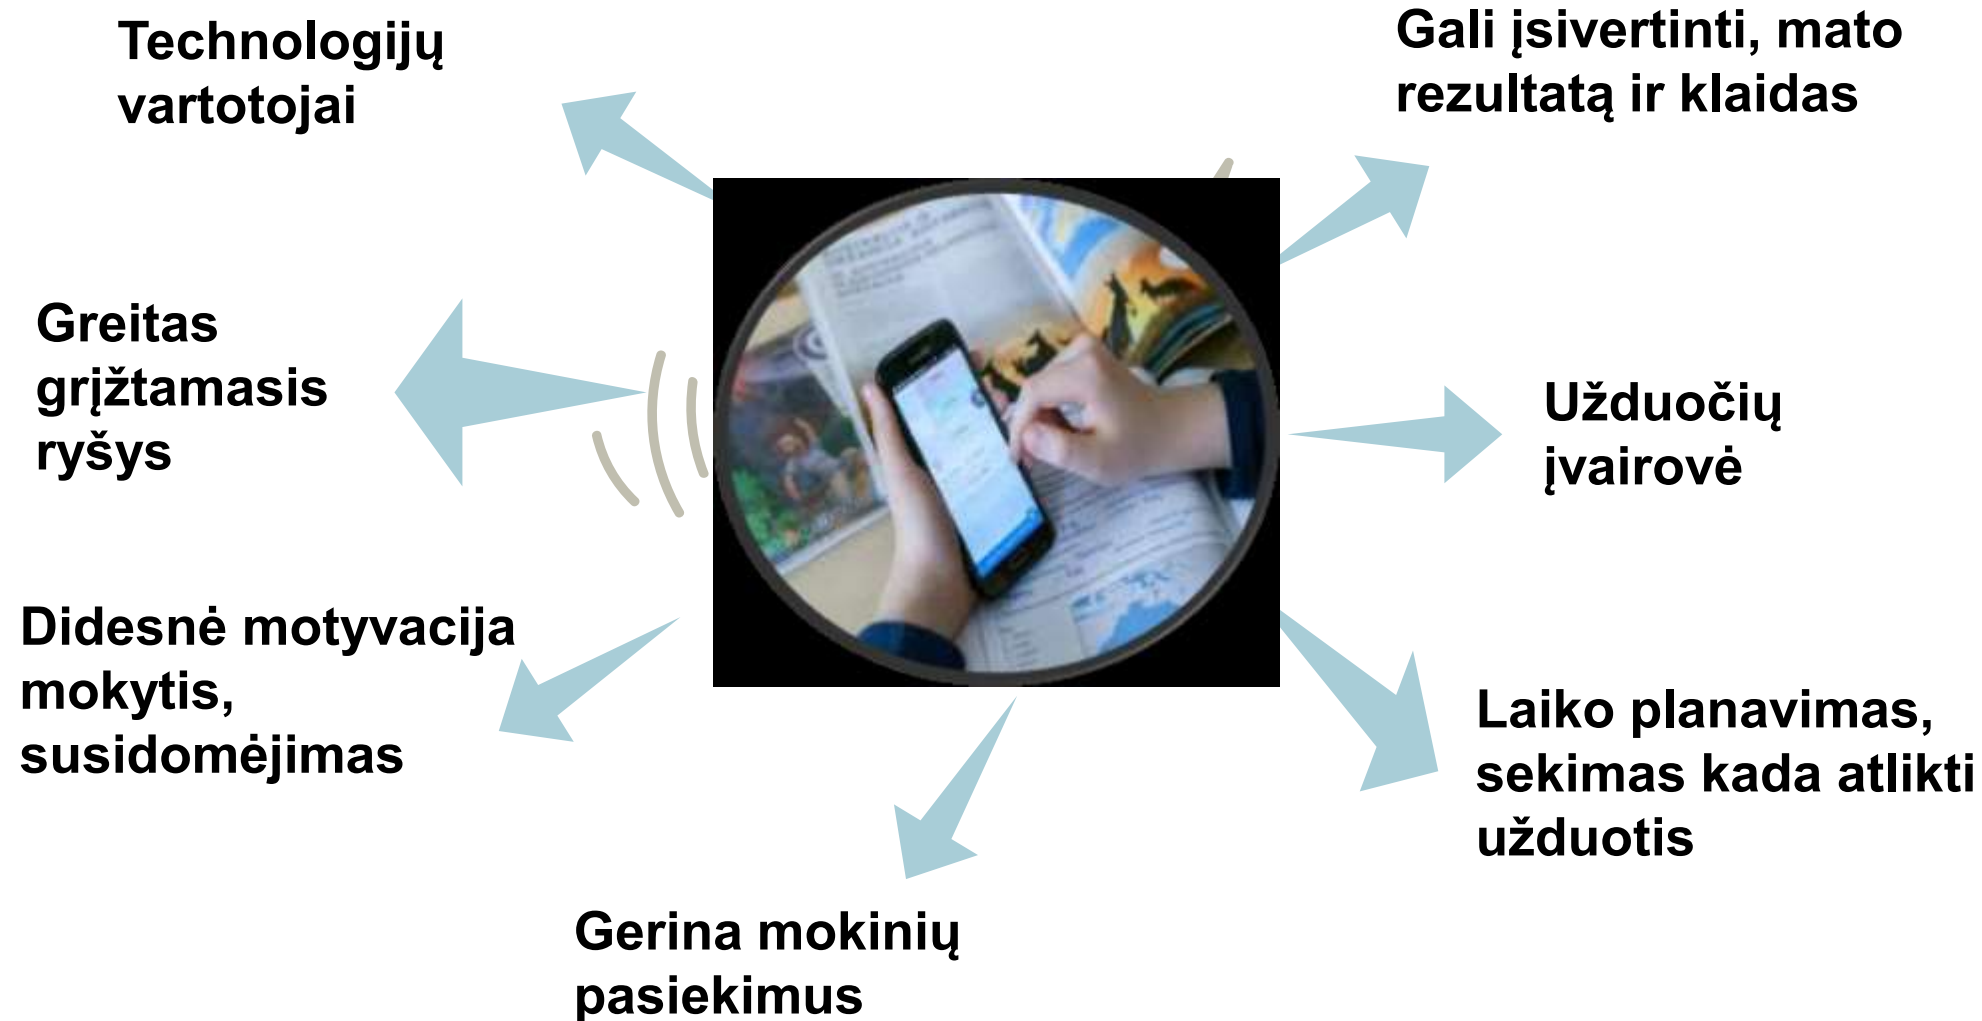 Technologijų
vartotojai
Gali įsivertinti, mato
rezultatą ir klaidas
Greitas
grįžtamasis
ryšys
Užduočių
įvairovė
Didesnė motyvacija
mokytis,
susidomėjimas
Laiko planavimas,
sekimas kada atlikti
užduotis
Gerina mokinių
pasiekimus